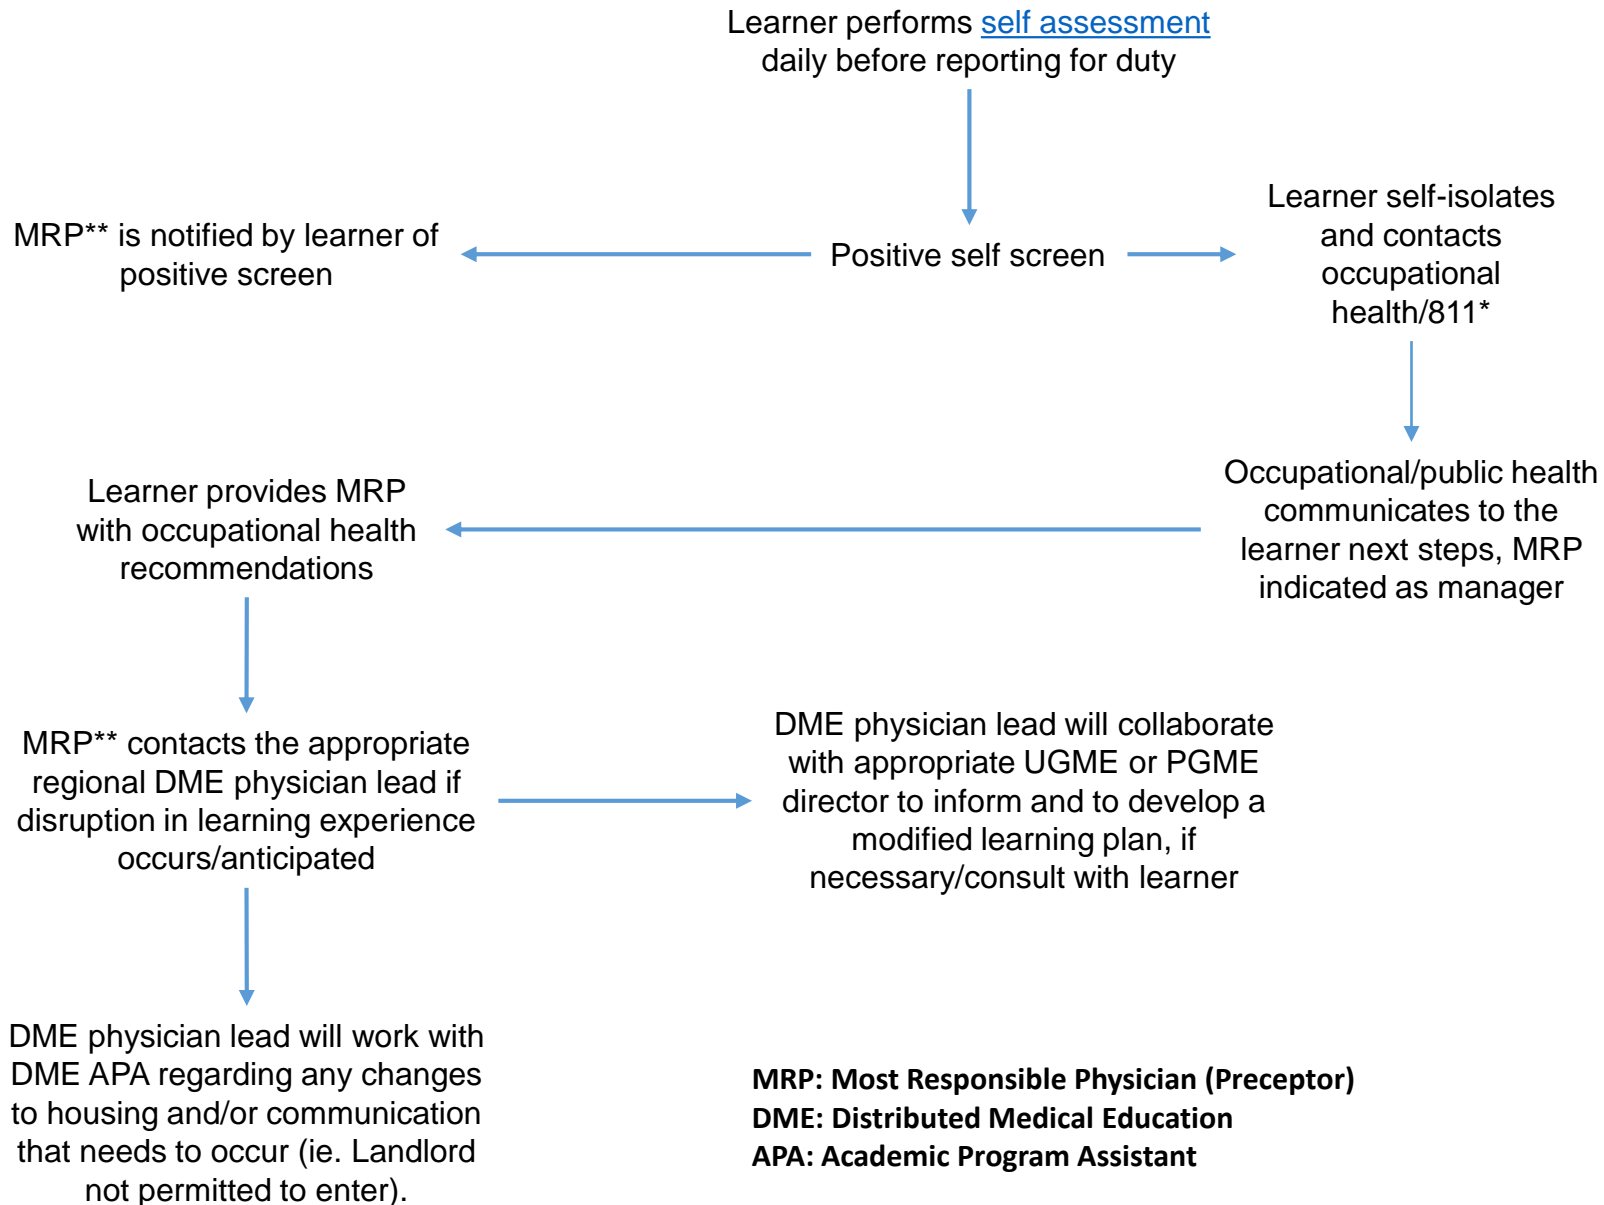 Learner performs self assessment
daily before reporting for duty
MRP** is notified by learner of
positive screen
Positive self screen
Learner self-isolates
and contacts
occupational
health/811*
Learner provides MRP
with occupational health
recommendations
Occupational/public health
communicates to the
learner next steps, MRP
indicated as manager
MRP** contacts the appropriate
regional DME physician lead if
disruption in learning experience
occurs/anticipated
DME physician lead will collaborate
with appropriate UGME or PGME
director to inform and to develop a
modified learning plan, if
necessary/consult with learner
DME physician lead will work with
DME APA regarding any changes
to housing and/or communication
that needs to occur (ie. Landlord
not permitted to enter).
MRP: Most Responsible Physician (Preceptor)
DME: Distributed Medical Education
APA: Academic Program Assistant